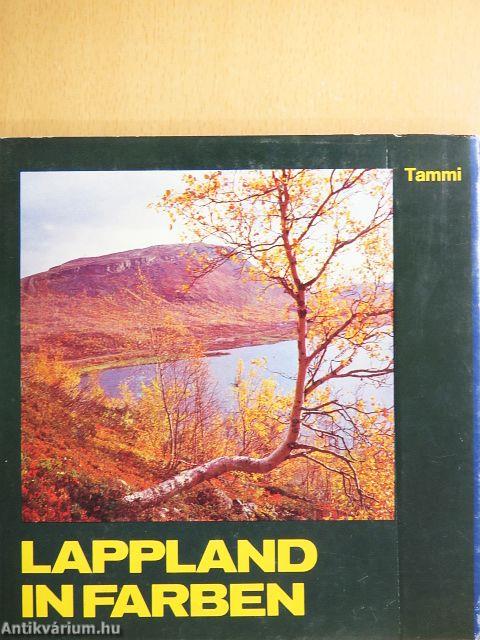 Tammi
LAPPLAND
IN FARBEN
Antikvárium.hu